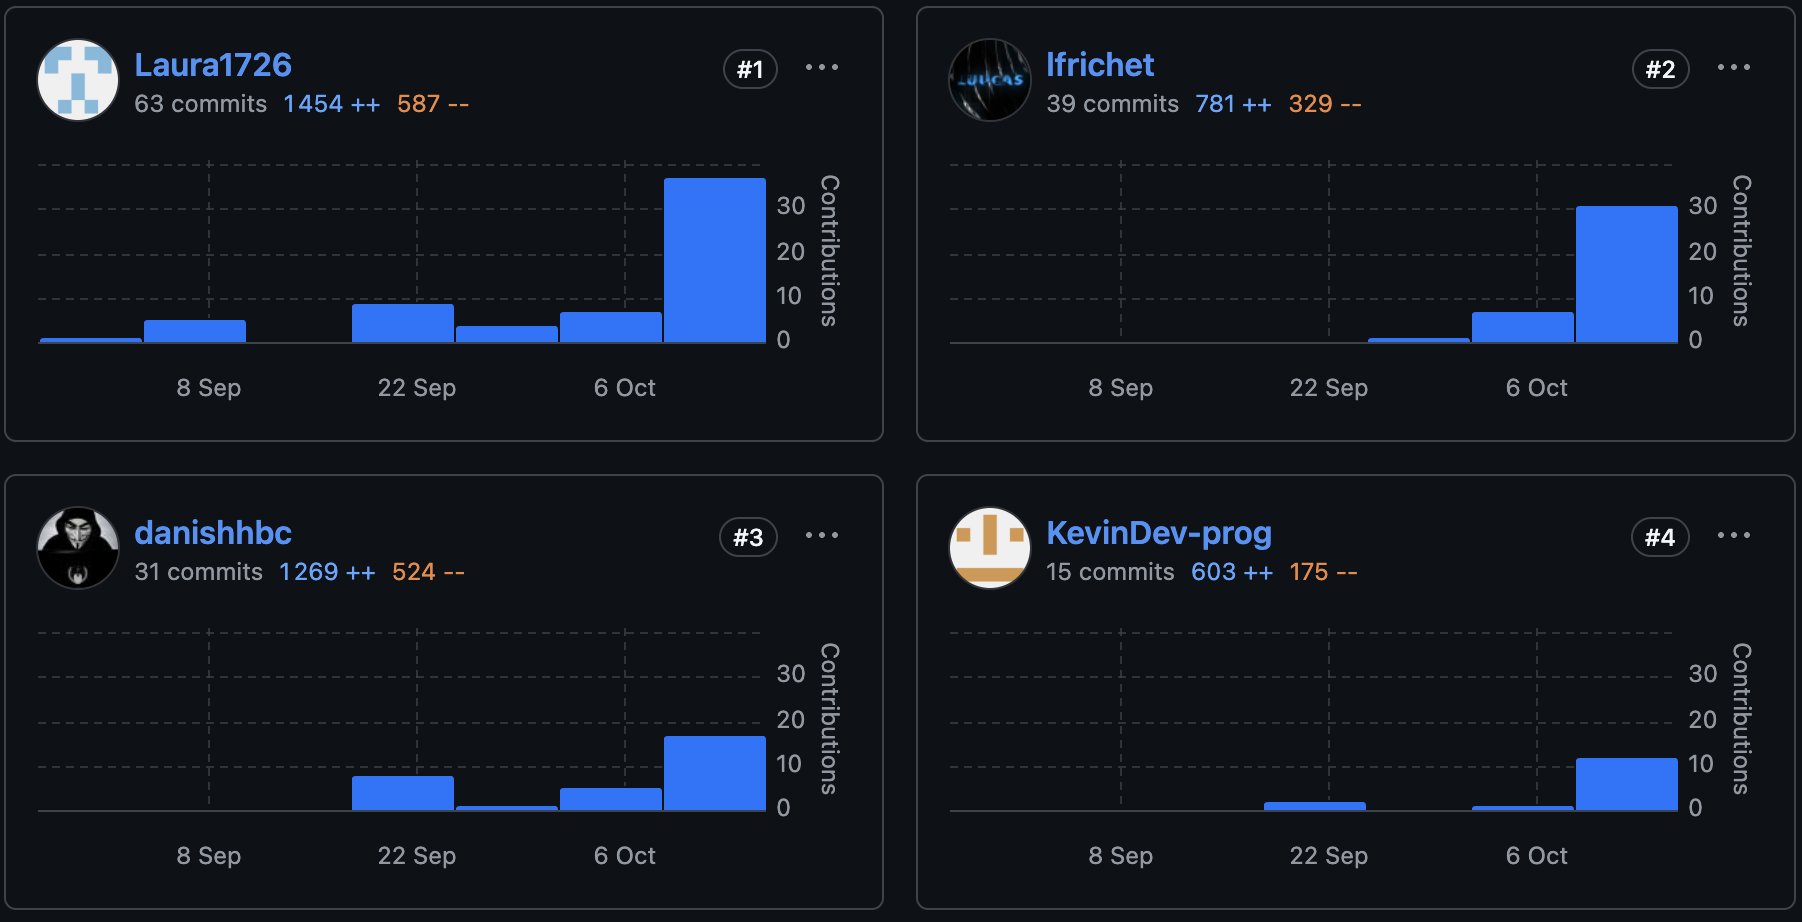 Laura1726
#1
63 commits 1454 ++ 587 --
30
20
10
0
Contributions
8 Sep 22 Sep 6 Oct
lfrichet
#2
39 commits 781 ++ 329 --
30
20
10
0
Contributions
8 Sep 22 Sep 6 Oct
danishhbc
#3
31 commits 1269 ++ 524 --
30
20
10
0
Contributions
8 Sep 22 Sep 6 Oct
KevinDev-prog
#4
15 commits 603 ++ 175 --
30
20
10
0
Contributions
8 Sep 22 Sep 6 Oct